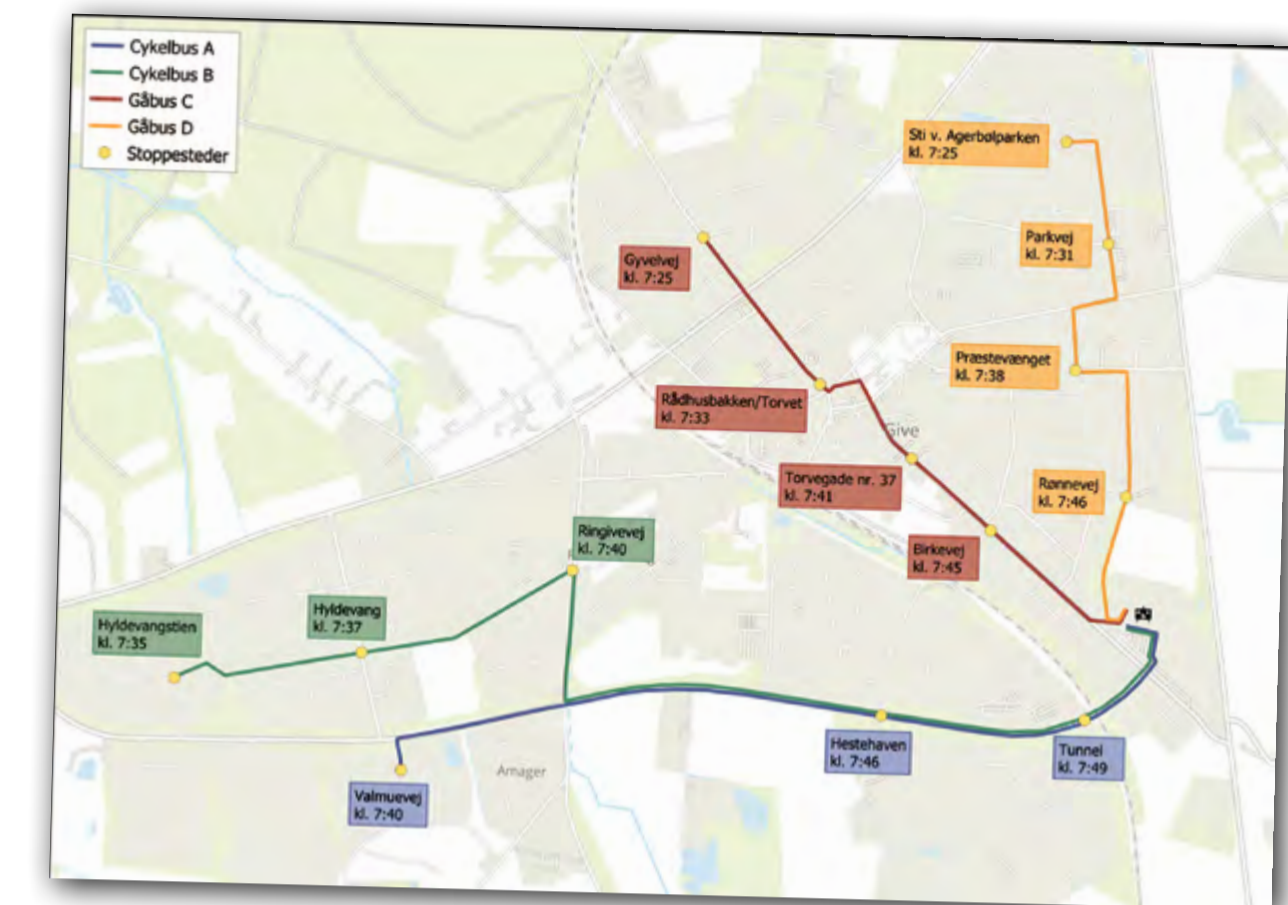 Cykelbus A
Cykelbus B
Gåbus C
Gåbus D
Stoppesteder
Sti v. Agerbølparken
kl. 7:25
Parkvej
kl. 7:31
Gyvelvej
kl. 7:25
Præstevænget
kl. 7:38
Rådhusbakken/Torvet
kl. 7:33
Give
Torvegade nr. 37
kl. 7:41
Rønnevej
kl. 7:46
Ringivevej
kl. 7:40
Birkevej
kl. 7:45
Hyldevang
kl. 7:37
Hyldevangstien
kl. 7:35
Hestehaven
kl. 7:46
Tunnel
kl. 7:49
Amager
Valmuevej
kl. 7:40